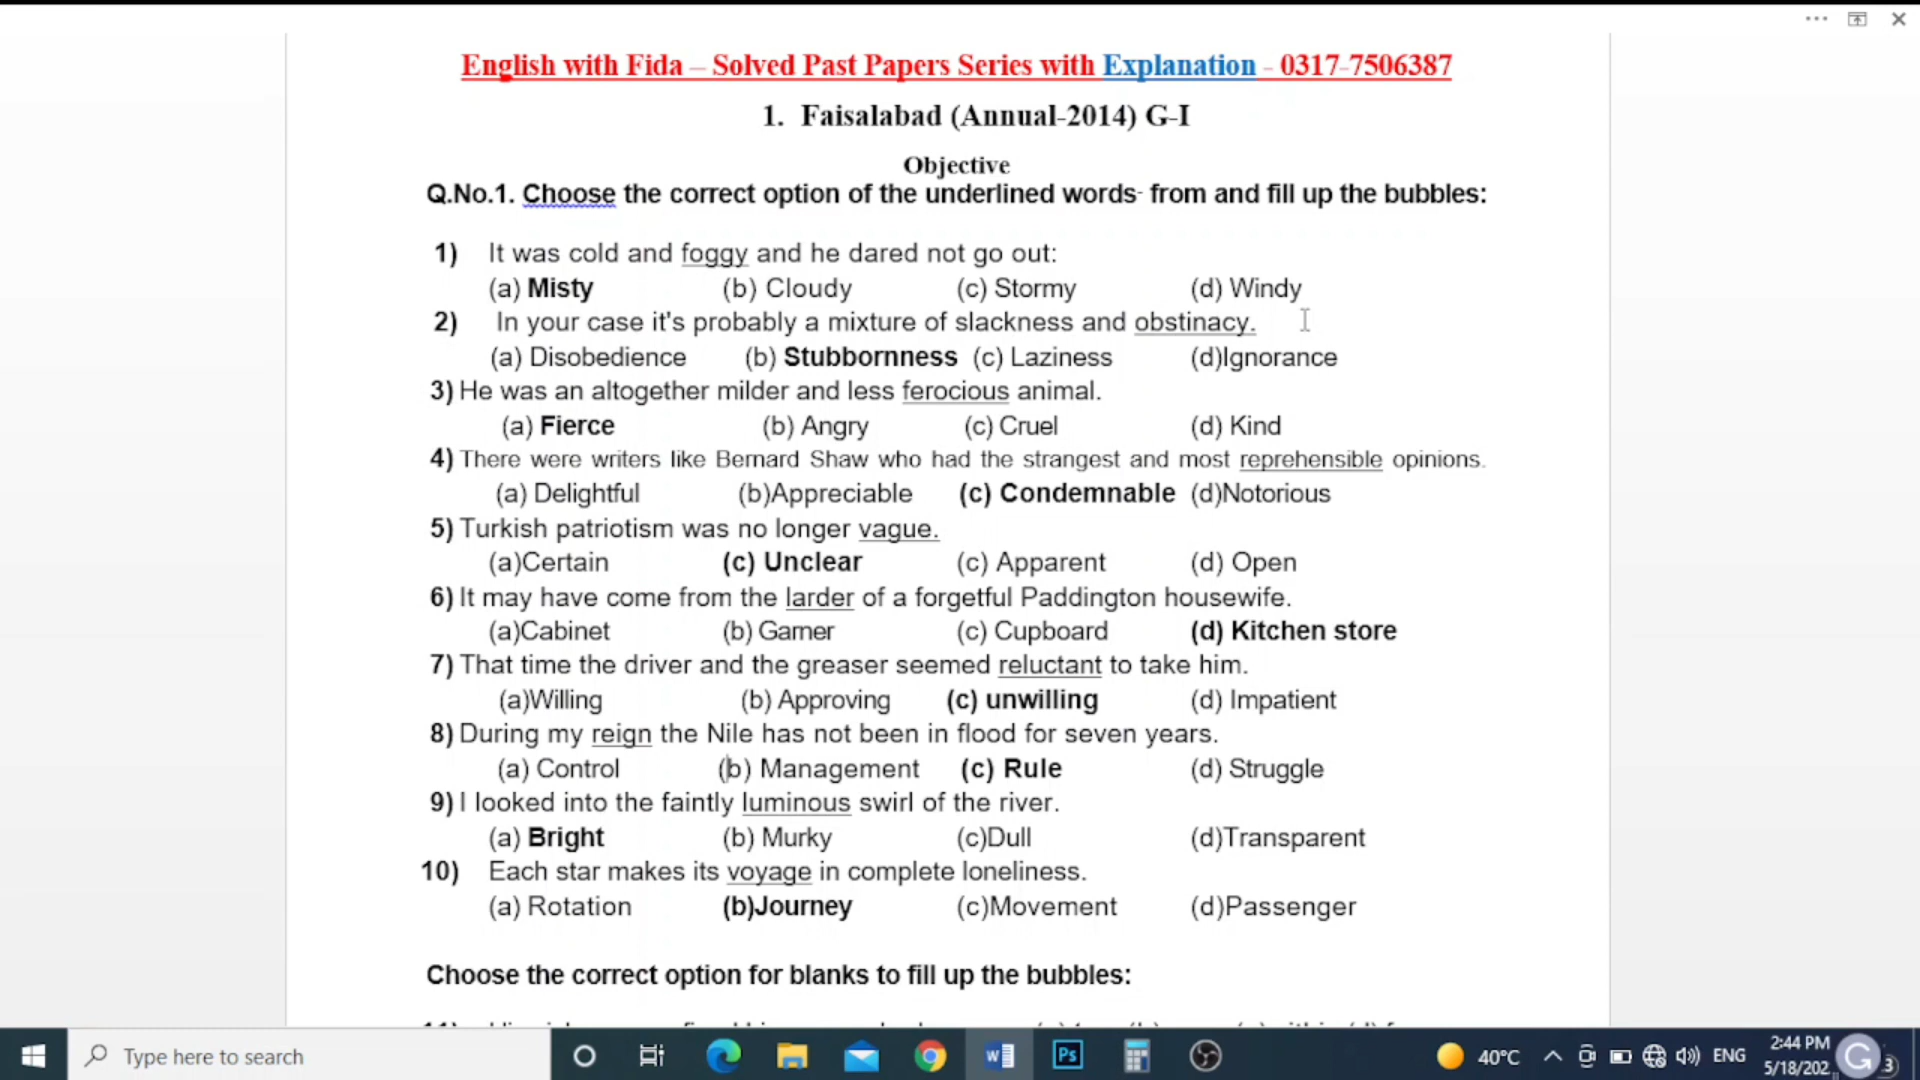 English with Fida – Solved Past Papers Series with Explanation - 0317-7506387
1. Faisalabad (Annual-2014) G-I
Objective
Q.No.1. Choose the correct option of the underlined words- from and fill up the bubbles:
1) It was cold and foggy and he dared not go out:
(a) Misty (b) Cloudy (c) Stormy (d) Windy
2) In your case it's probably a mixture of slackness and obstinacy.
(a) Disobedience (b) Stubbornness (c) Laziness (d)Ignorance
3) He was an altogether milder and less ferocious animal.
(a) Fierce (b) Angry (c) Cruel (d) Kind
4) There were writers like Bernard Shaw who had the strangest and most reprehensible opinions.
(a) Delightful (b)Appreciable (c) Condemnable (d)Notorious
5) Turkish patriotism was no longer vague.
(a)Certain (c) Unclear (c) Apparent (d) Open
6) It may have come from the larder of a forgetful Paddington housewife.
(a)Cabinet (b) Garner (c) Cupboard (d) Kitchen store
7) That time the driver and the greaser seemed reluctant to take him.
(a)Willing (b) Approving (c) unwilling (d) Impatient
8) During my reign the Nile has not been in flood for seven years.
(a) Control (b) Management (c) Rule (d) Struggle
9) I looked into the faintly luminous swirl of the river.
(a) Bright (b) Murky (c)Dull (d)Transparent
10) Each star makes its voyage in complete loneliness.
(a) Rotation (b)Journey (c)Movement (d)Passenger
Choose the correct option for blanks to fill up the bubbles:
Type here to search
Ps
40°C
ENG
2:44 PM
5/18/202
3